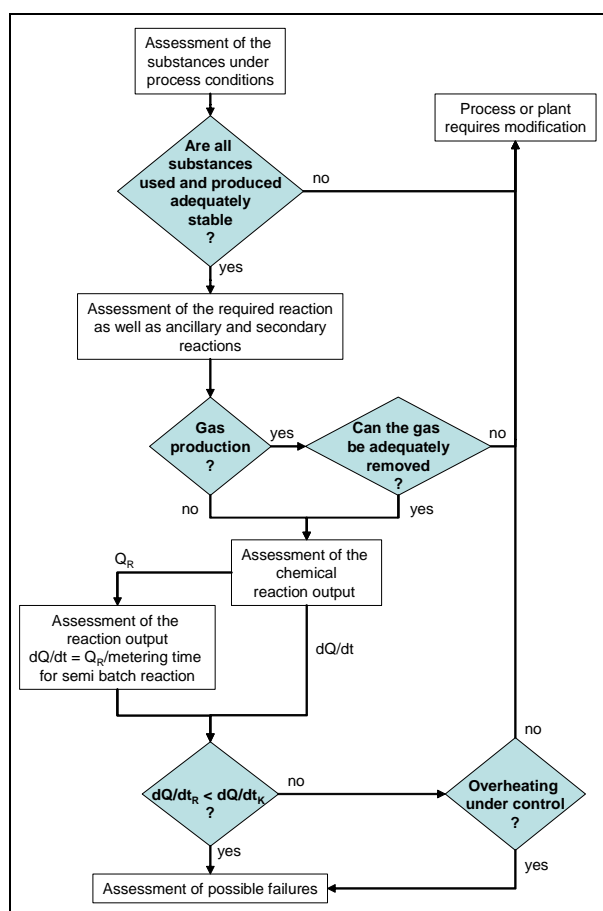 Assessment of the
substances under
process conditions
Process or plant
requires modification
Are all
substances
used and produced
adequately
stable
?
no
yes
Assessment of the required reaction
as well as ancillary and secondary
reactions
Gas
production
?
yes
Can the gas
be adequately
removed
?
no
no
yes
Assessment of the
chemical
reaction output
Q_R
Assessment of the
reaction output
dQ/dt = Q_R/metering time
for semi batch reaction
dQ/dt
dQ/dt_R < dQ/dt_K
?
no
Overheating
under control
?
no
yes
yes
Assessment of possible failures